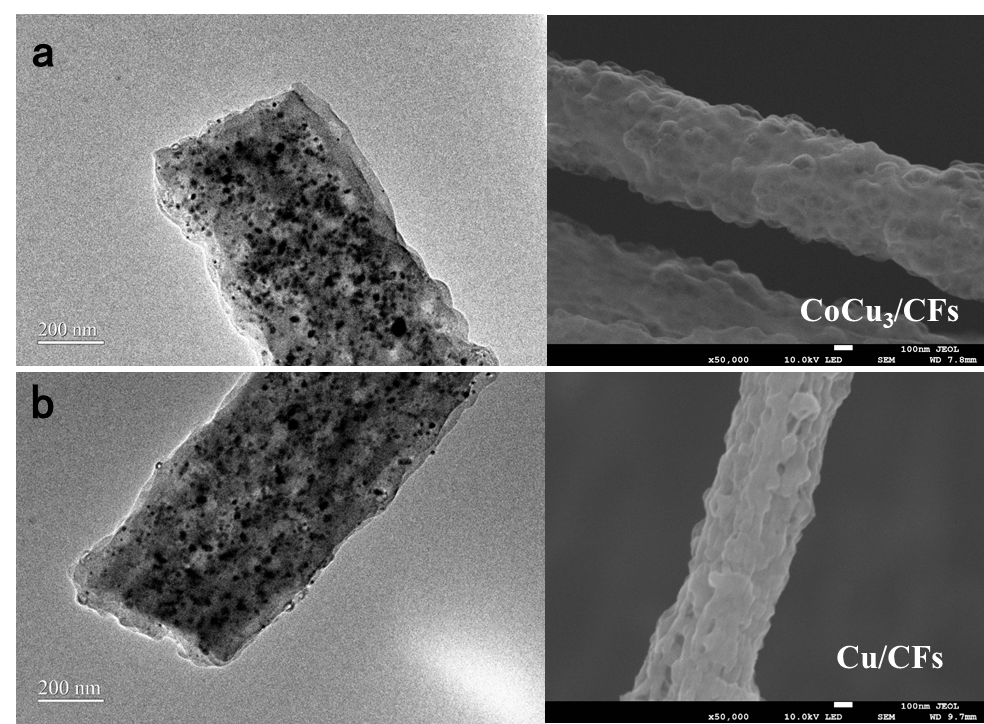 a
200 nm
CoCu₃/CFs
100nm JEOL
x50,000 10.0kV LED SEM WD 7.8mm
b
200 nm
Cu/CFs
100nm JEOL
x50,000 10.0kV LED SEM WD 9.7mm